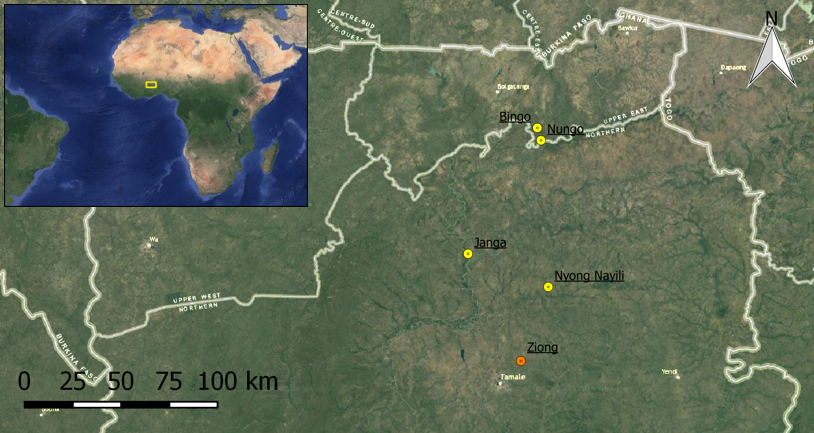 CENTRE-SUD
CENTRE-OUEST
CENTRE-EST
BURKINA FASO
GHANA
N
TOGO
Bawku
Dapaong
Bolgatanga
Bingo
Nungo
UPPER EAST
NORTHERN
TOGO
Janga
Wa
Nyong Nayili
UPPER WEST
NORTHERN
BURKINA FASO
Ziong
Tamale
Yendi
0 25 50 75 100 km